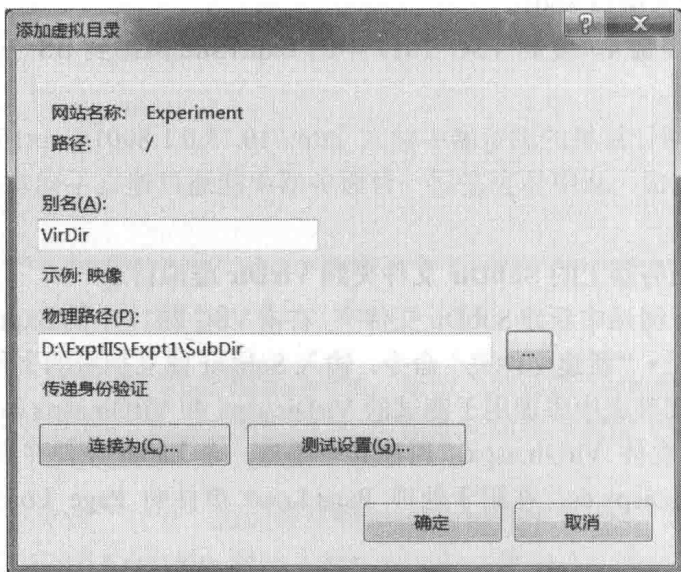 添加虚拟目录
网站名称: Experiment
路径: /
别名(A):
VirDir
示例: 映像
物理路径(P):
D:\ExptIIS\Expt1\SubDir
...
传递身份验证
连接为(C)...
测试设置(G)...
确定
取消